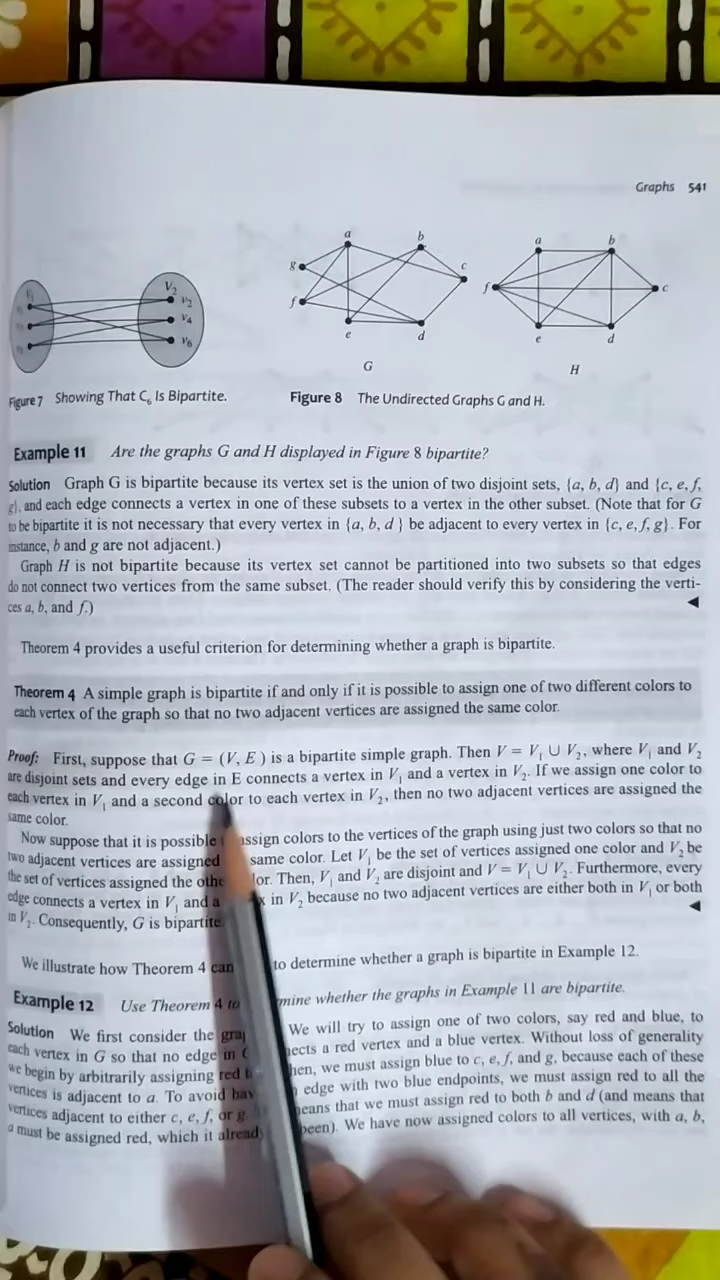 Graphs 541
a b
g c
f
e d
G
a b
f c
e d
H
V₂
v₂
v₄
v₆
Figure 7 Showing That C₆ Is Bipartite.
Figure 8 The Undirected Graphs G and H.
Example 11 Are the graphs G and H displayed in Figure 8 bipartite?
Solution Graph G is bipartite because its vertex set is the union of two disjoint sets, {a, b, d} and {c, e, f,
g}, and each edge connects a vertex in one of these subsets to a vertex in the other subset. (Note that for G
to be bipartite it is not necessary that every vertex in {a, b, d } be adjacent to every vertex in {c, e, f, g}. For
instance, b and g are not adjacent.)
Graph H is not bipartite because its vertex set cannot be partitioned into two subsets so that edges
do not connect two vertices from the same subset. (The reader should verify this by considering the verti-
ces a, b, and f.)
Theorem 4 provides a useful criterion for determining whether a graph is bipartite.
Theorem 4 A simple graph is bipartite if and only if it is possible to assign one of two different colors to
each vertex of the graph so that no two adjacent vertices are assigned the same color.
Proof: First, suppose that G = (V, E ) is a bipartite simple graph. Then V = V₁ ∪ V₂, where V₁ and V₂
are disjoint sets and every edge in E connects a vertex in V₁ and a vertex in V₂. If we assign one color to
each vertex in V₁ and a second color to each vertex in V₂, then no two adjacent vertices are assigned the
same color.
Now suppose that it is possible assign colors to the vertices of the graph using just two colors so that no
two adjacent vertices are assigned same color. Let V₁ be the set of vertices assigned one color and V₂ be
the set of vertices assigned the Then, V₁ and V₂ are disjoint and V = V₁ ∪ V₂. Furthermore, every
edge connects a vertex in V₁ and a in V₂ because no two adjacent vertices are either both in V₁ or both
in V₂. Consequently, G is bipartite.
We illustrate how Theorem 4 can to determine whether a graph is bipartite in Example 12.
Example 12 Use Theorem 4 to whether the graphs in Example 11 are bipartite.
Solution We first consider the We will try to assign one of two colors, say red and blue, to
each vertex in G so that no edge in a red vertex and a blue vertex. Without loss of generality
we begin by arbitrarily assigning red we must assign blue to c, e, f, and g, because each of these
vertices is adjacent to a. To avoid edge with two blue endpoints, we must assign red to all the
vertices adjacent to either c, e, f, or g. that we must assign red to both b and d (and means that
a must be assigned red, which it been). We have now assigned colors to all vertices, with a, b,